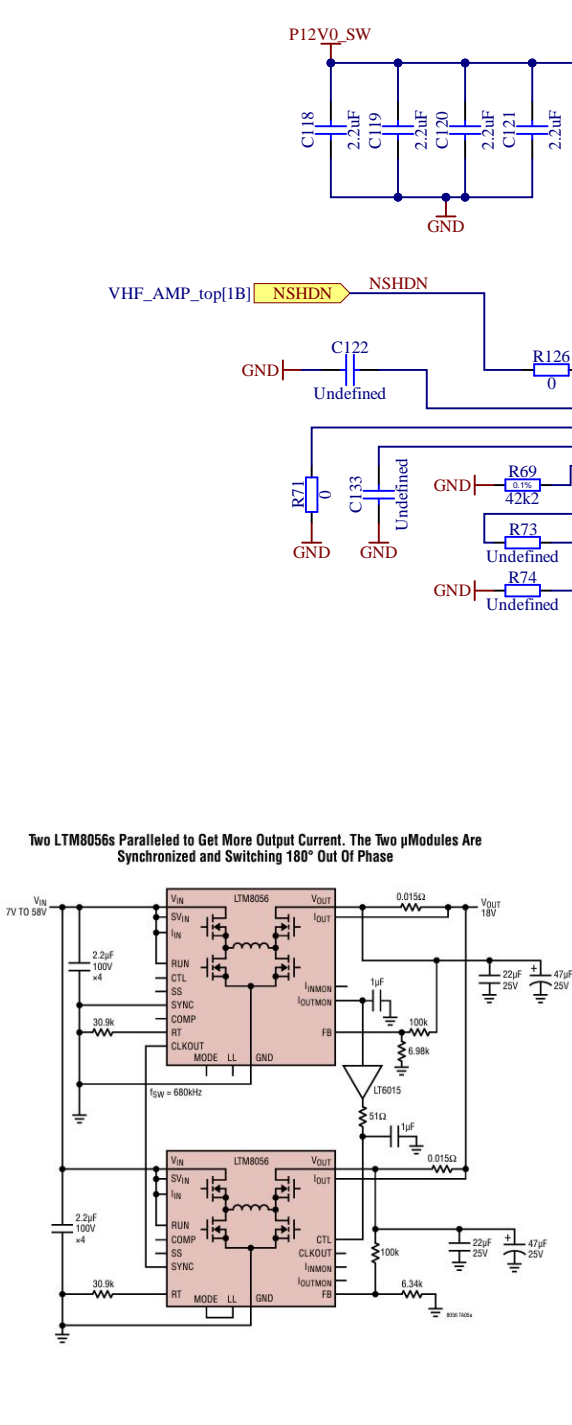 P12V0_SW
C118
2.2uF
C119
2.2uF
C120
2.2uF
C121
2.2uF
GND
VHF_AMP_top[1B]
NSHDN
NSHDN
R126
0
C122
GND
Undefined
R71
0
C133
Undefined
GND
R69
0.1%
42k2
GND
GND
R73
Undefined
R74
GND
Undefined
Two LTM8056s Paralleled to Get More Output Current. The Two µModules Are
Synchronized and Switching 180° Out Of Phase
VIN
7V TO 58V
VIN
LTM8056
VOUT
0.015Ω
VOUT
18V
SVIN
IOUT
IIN
2.2µF
100V
×4
RUN
CTL
SS
SYNC
COMP
RT
CLKOUT
IINMON
IOUTMON
1µF
22µF
25V
+
47µF
25V
30.9k
FB
100k
6.98k
MODE
LL
GND
fSW = 680kHz
LT6015
51Ω
1µF
VIN
LTM8056
VOUT
0.015Ω
SVIN
IOUT
IIN
2.2µF
100V
×4
RUN
COMP
SS
SYNC
CTL
CLKOUT
IINMON
IOUTMON
100k
22µF
25V
+
47µF
25V
30.9k
RT
MODE
LL
GND
FB
6.34k
8056 TA05a